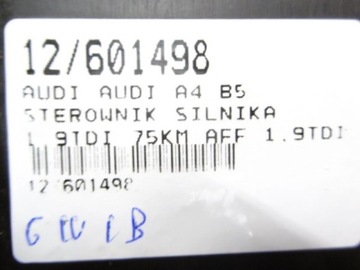 12/601498
AUDI AUDI A4 B5
STEROWNIK SILNIKA
1.9TDI 75KM AFF 1.9TDI
12/601498